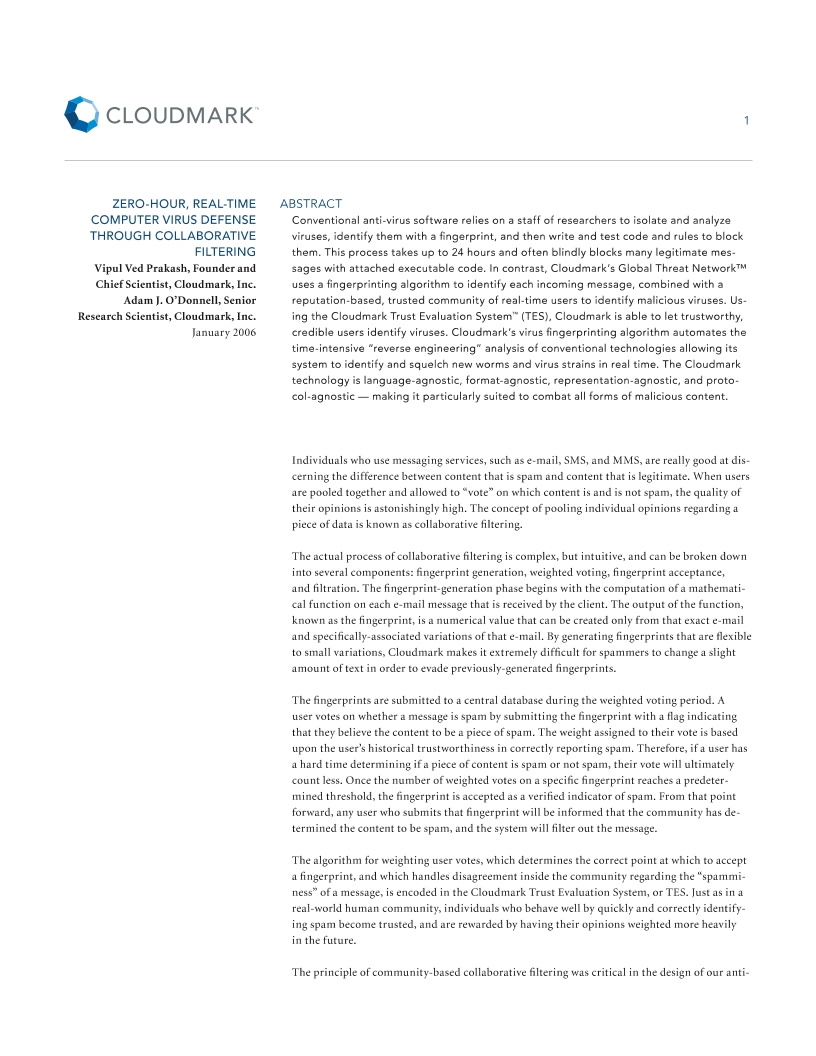 CLOUDMARK™
1
ZERO-HOUR, REAL-TIME
COMPUTER VIRUS DEFENSE
THROUGH COLLABORATIVE
FILTERING
Vipul Ved Prakash, Founder and
Chief Scientist, Cloudmark, Inc.
Adam J. O’Donnell, Senior
Research Scientist, Cloudmark, Inc.
January 2006
ABSTRACT
Conventional anti-virus software relies on a staff of researchers to isolate and analyze
viruses, identify them with a fingerprint, and then write and test code and rules to block
them. This process takes up to 24 hours and often blindly blocks many legitimate mes-
sages with attached executable code. In contrast, Cloudmark’s Global Threat Network™
uses a fingerprinting algorithm to identify each incoming message, combined with a
reputation-based, trusted community of real-time users to identify malicious viruses. Us-
ing the Cloudmark Trust Evaluation System™ (TES), Cloudmark is able to let trustworthy,
credible users identify viruses. Cloudmark’s virus fingerprinting algorithm automates the
time-intensive “reverse engineering” analysis of conventional technologies allowing its
system to identify and squelch new worms and virus strains in real time. The Cloudmark
technology is language-agnostic, format-agnostic, representation-agnostic, and proto-
col-agnostic — making it particularly suited to combat all forms of malicious content.
Individuals who use messaging services, such as e-mail, SMS, and MMS, are really good at dis-
cerning the difference between content that is spam and content that is legitimate. When users
are pooled together and allowed to “vote” on which content is and is not spam, the quality of
their opinions is astonishingly high. The concept of pooling individual opinions regarding a
piece of data is known as collaborative filtering.
The actual process of collaborative filtering is complex, but intuitive, and can be broken down
into several components: fingerprint generation, weighted voting, fingerprint acceptance,
and filtration. The fingerprint-generation phase begins with the computation of a mathemati-
cal function on each e-mail message that is received by the client. The output of the function,
known as the fingerprint, is a numerical value that can be created only from that exact e-mail
and specifically-associated variations of that e-mail. By generating fingerprints that are flexible
to small variations, Cloudmark makes it extremely difficult for spammers to change a slight
amount of text in order to evade previously-generated fingerprints.
The fingerprints are submitted to a central database during the weighted voting period. A
user votes on whether a message is spam by submitting the fingerprint with a flag indicating
that they believe the content to be a piece of spam. The weight assigned to their vote is based
upon the user’s historical trustworthiness in correctly reporting spam. Therefore, if a user has
a hard time determining if a piece of content is spam or not spam, their vote will ultimately
count less. Once the number of weighted votes on a specific fingerprint reaches a predeter-
mined threshold, the fingerprint is accepted as a verified indicator of spam. From that point
forward, any user who submits that fingerprint will be informed that the community has de-
termined the content to be spam, and the system will filter out the message.
The algorithm for weighting user votes, which determines the correct point at which to accept
a fingerprint, and which handles disagreement inside the community regarding the “spammi-
ness” of a message, is encoded in the Cloudmark Trust Evaluation System, or TES. Just as in a
real-world human community, individuals who behave well by quickly and correctly identify-
ing spam become trusted, and are rewarded by having their opinions weighted more heavily
in the future.
The principle of community-based collaborative filtering was critical in the design of our anti-